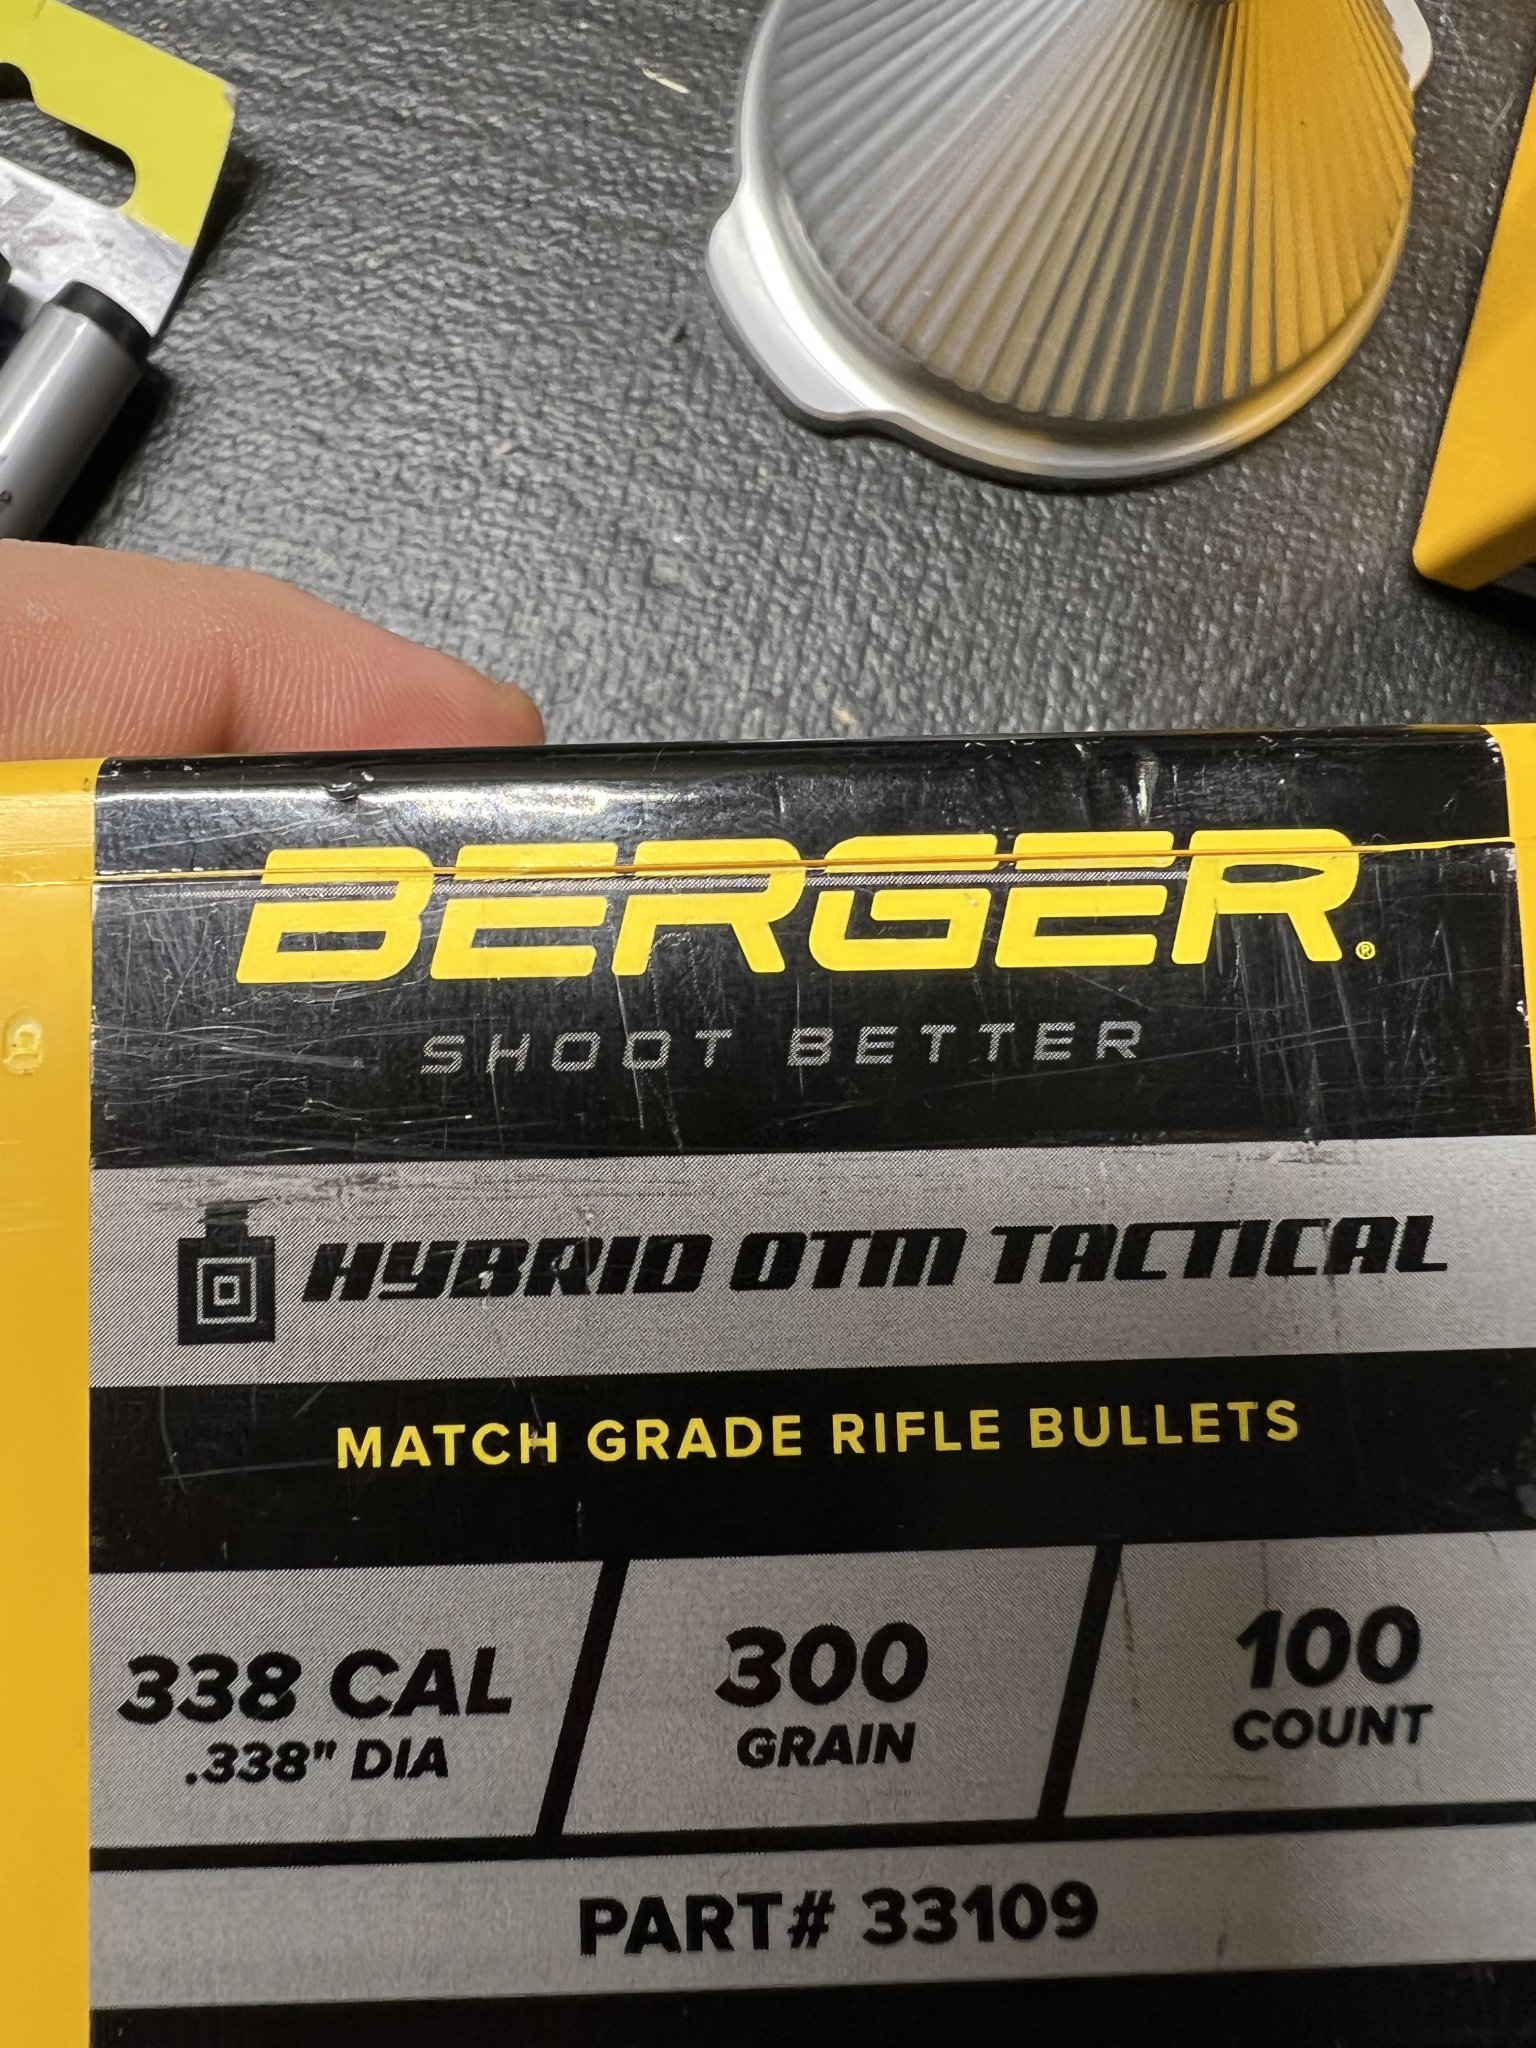 BERGER®
SHOOT BETTER
HYBRID OTM TACTICAL
MATCH GRADE RIFLE BULLETS
338 CAL
.338" DIA
300
GRAIN
100
COUNT
PART# 33109